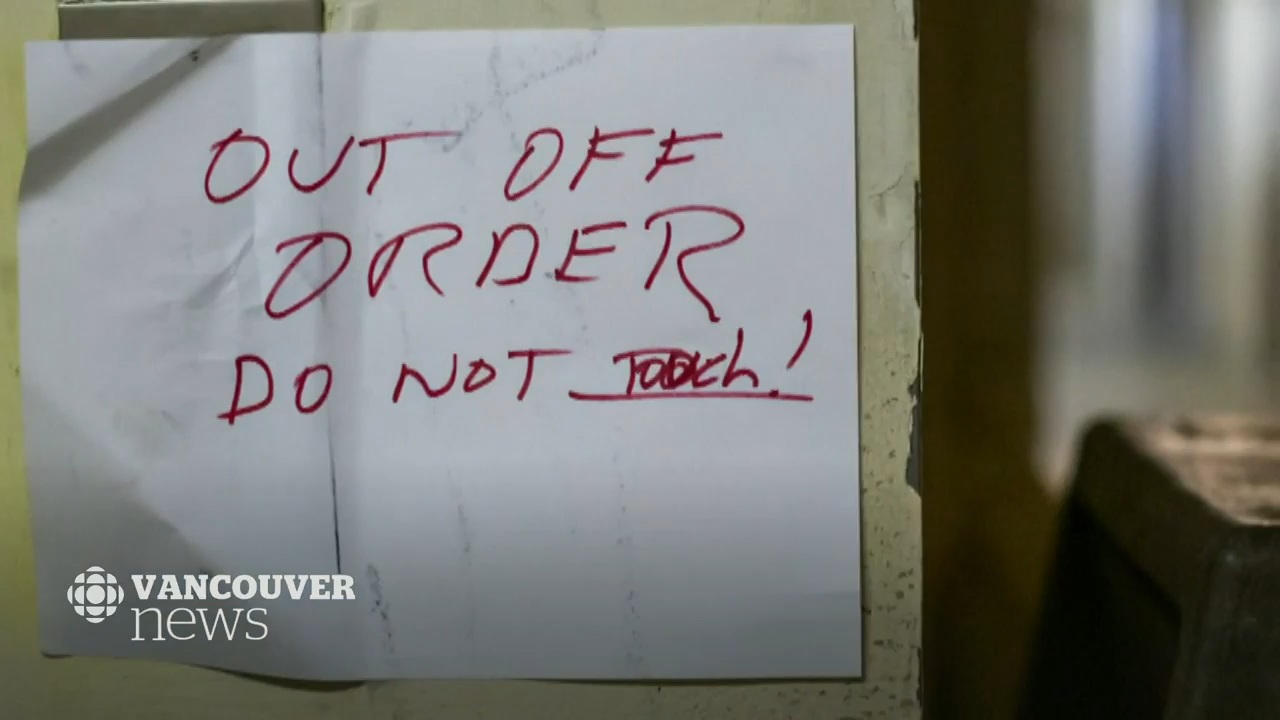 OUT OFF
ORDER
DO NOT TOUCH!
VANCOUVER
news